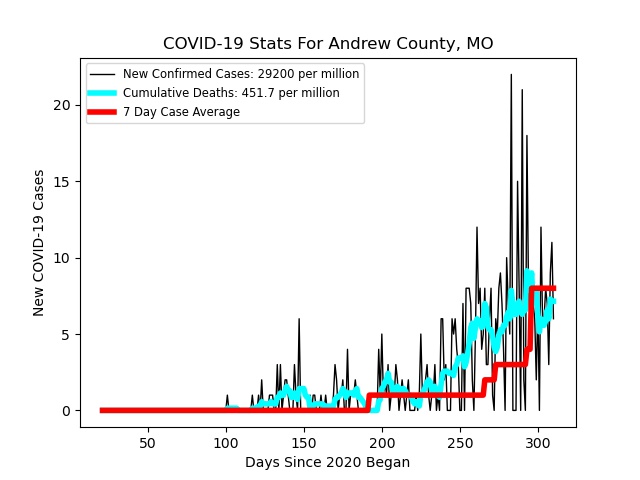 COVID-19 Stats For Andrew County, MO
New Confirmed Cases: 29200 per million
Cumulative Deaths: 451.7 per million
7 Day Case Average
New COVID-19 Cases
20
15
10
5
0
50 100 150 200 250 300
Days Since 2020 Began